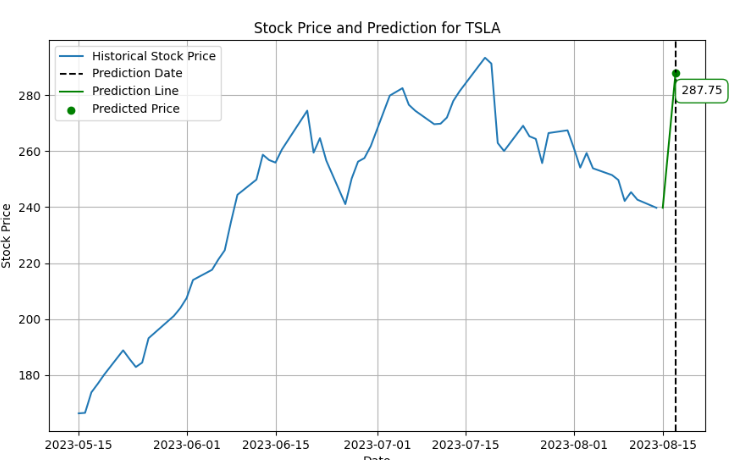 Stock Price and Prediction for TSLA
Historical Stock Price
Prediction Date
Prediction Line
Predicted Price
287.75
Stock Price
280
260
240
220
200
180
2023-05-15 2023-06-01 2023-06-15 2023-07-01 2023-07-15 2023-08-01 2023-08-15
Date